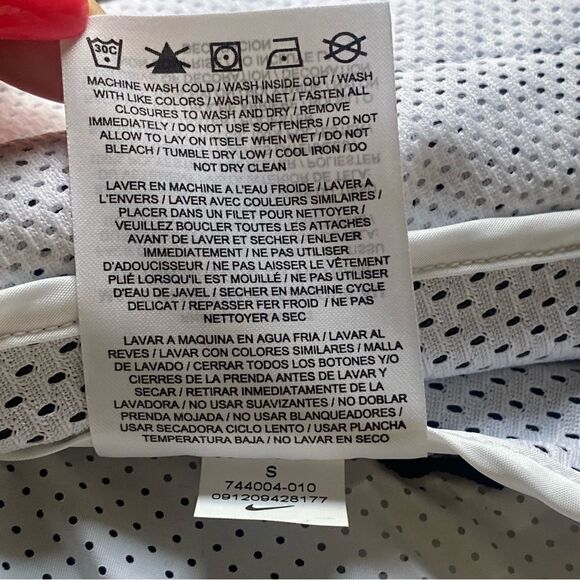 30C
MACHINE WASH COLD / WASH INSIDE OUT / WASH
WITH LIKE COLORS / WASH IN NET / FASTEN ALL
CLOSURES TO WASH AND DRY / REMOVE
IMMEDIATELY / DO NOT USE SOFTENERS / DO NOT
ALLOW TO LAY ON ITSELF WHEN WET / DO NOT
BLEACH / TUMBLE DRY LOW / COOL IRON / DO
NOT DRY CLEAN
LAVER EN MACHINE A L'EAU FROIDE / LAVER A
L'ENVERS / LAVER AVEC COULEURS SIMILAIRES /
PLACER DANS UN FILET POUR NETTOYER /
VEUILLEZ BOUCLER TOUTES LES ATTACHES
AVANT DE LAVER ET SECHER / ENLEVER
IMMEDIATEMENT / NE PAS UTILISER
D'ADOUCISSEUR / NE PAS LAISSER LE VÊTEMENT
PLIÉ LORSQU'IL EST MOUILLÉ / NE PAS UTILISER
D'EAU DE JAVEL / SECHER EN MACHINE CYCLE
DELICAT / REPASSER FER FROID / NE PAS
NETTOYER A SEC
LAVAR A MAQUINA EN AGUA FRIA / LAVAR AL
REVES / LAVAR CON COLORES SIMILARES / MALLA
DE LAVADO / CERRAR TODOS LOS BOTONES Y/O
CIERRES DE LA PRENDA ANTES DE LAVAR Y
SECAR / RETIRAR INMEDIATAMENTE DE LA
LAVADORA / NO USAR SUAVIZANTES / NO DOBLAR
PRENDA MOJADA / NO USAR BLANQUEADORES /
USAR SECADORA CICLO LENTO / USAR PLANCHA
TEMPERATURA BAJA / NO LAVAR EN SECO
S
744004-010
091209428177